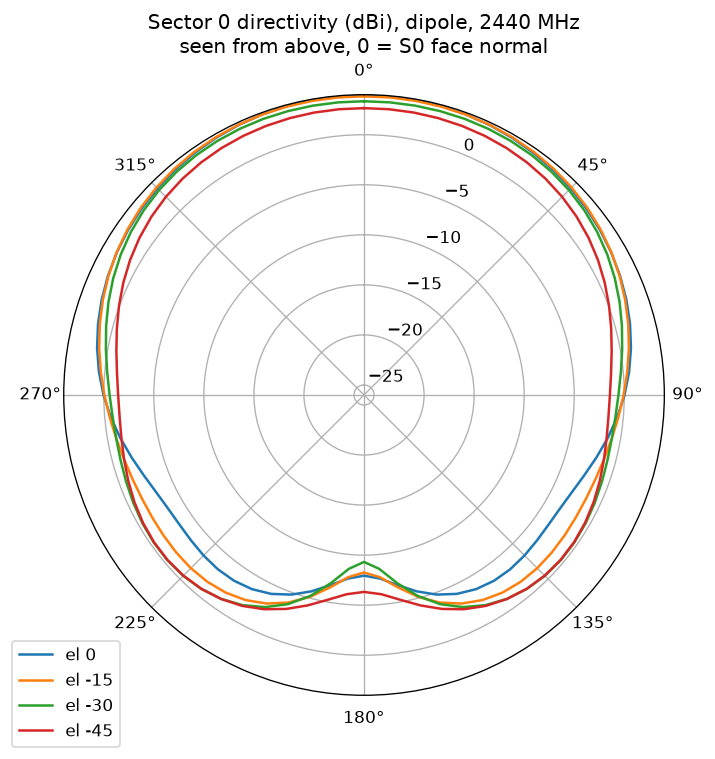 Sector 0 directivity (dBi), dipole, 2440 MHz
seen from above, 0 = S0 face normal
0°
315°
45°
0
−5
−10
−15
−20
−25
270°
90°
225°
135°
180°
el 0
el -15
el -30
el -45